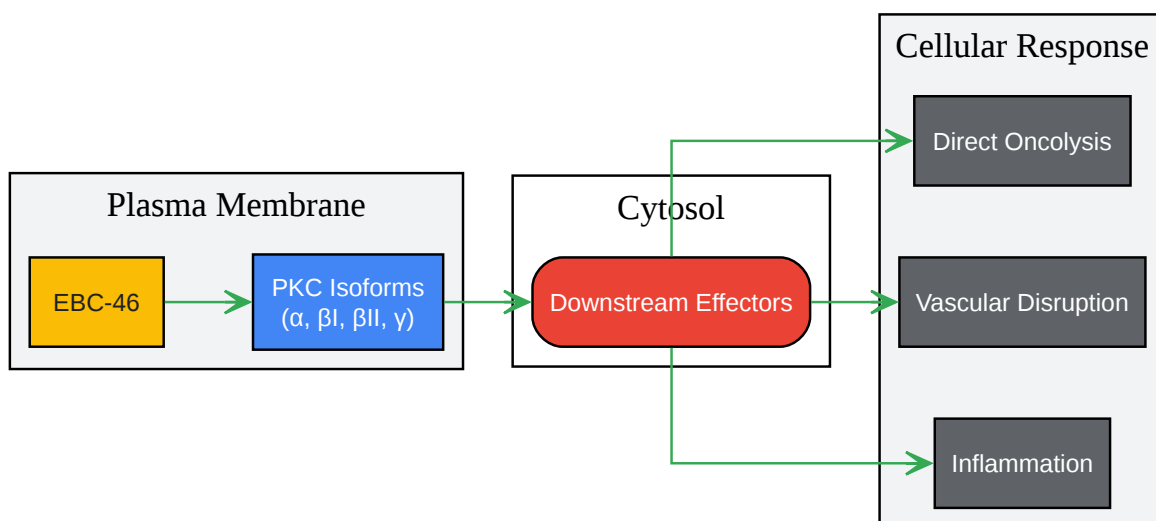 Plasma Membrane
EBC-46
PKC Isoforms
(α, βI, βII, γ)
Cytosol
Downstream Effectors
Cellular Response
Direct Oncolysis
Vascular Disruption
Inflammation